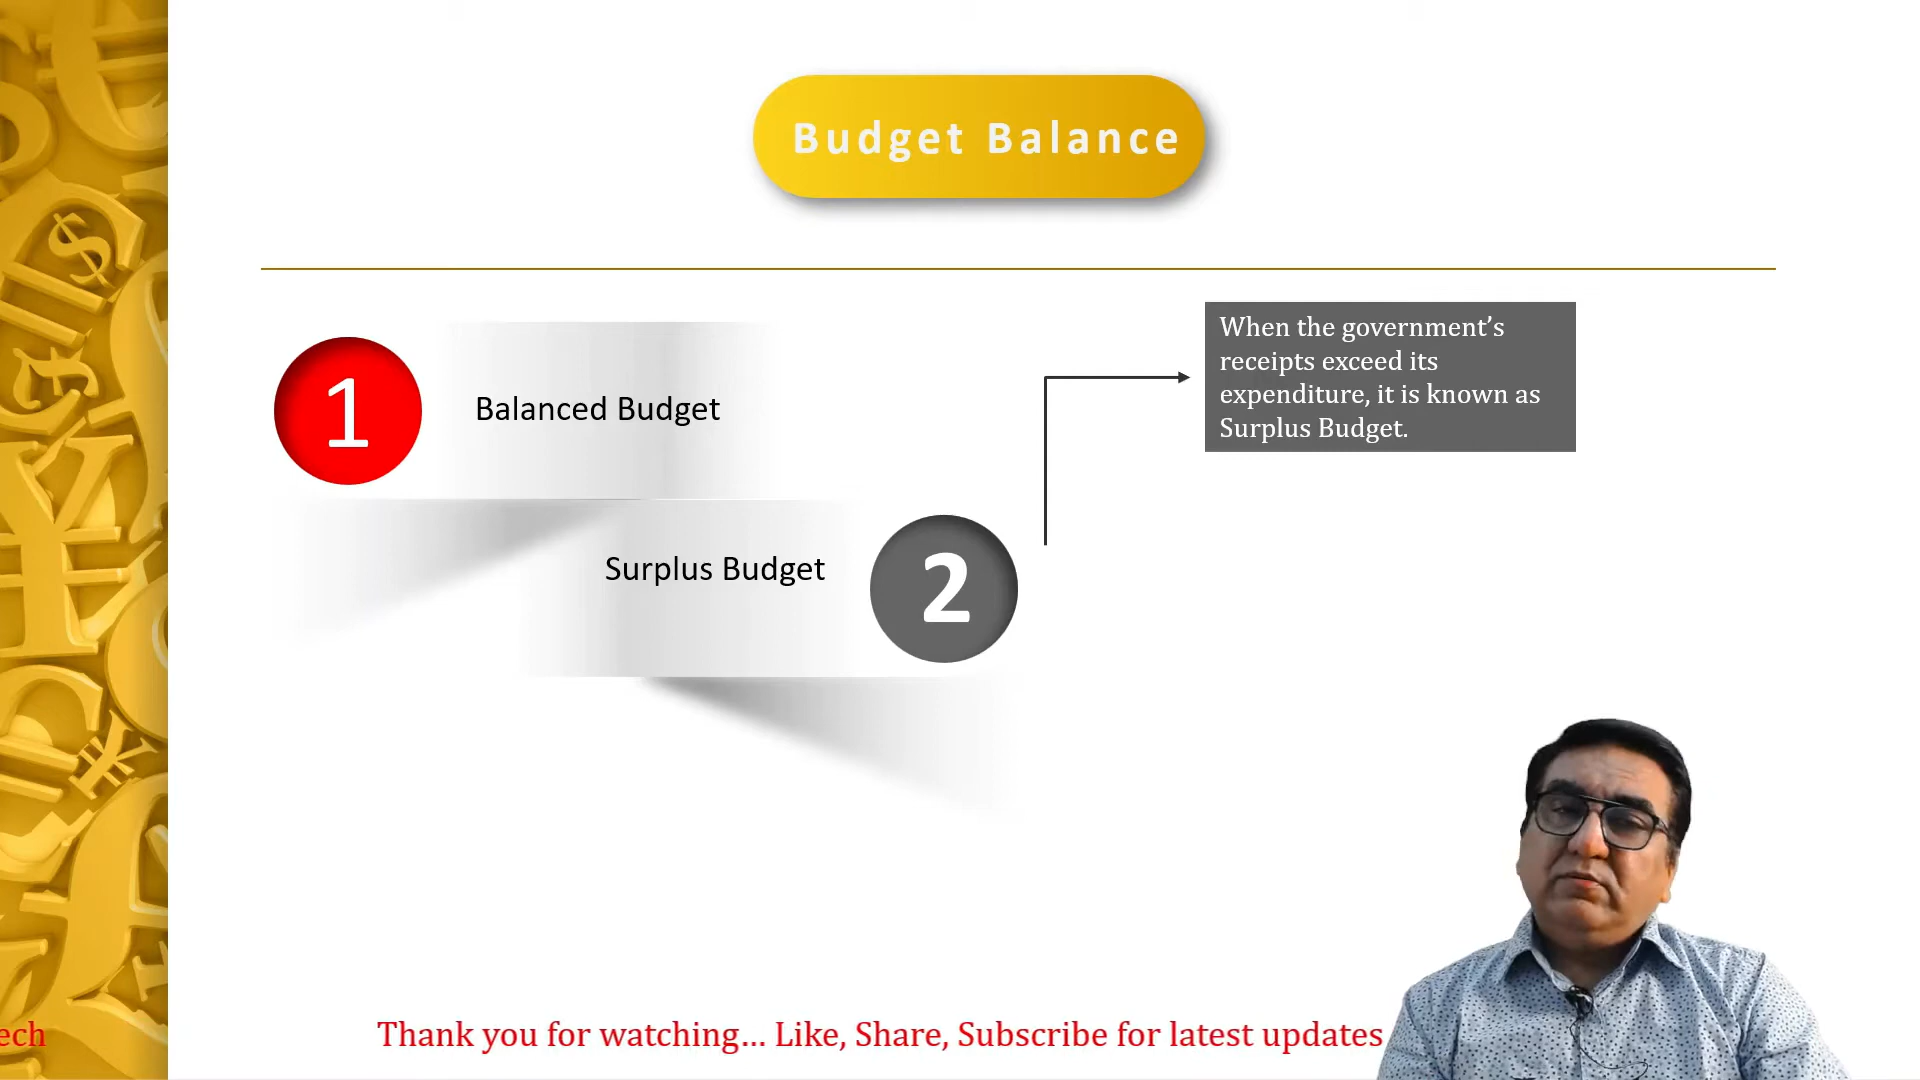 Budget Balance
1
Balanced Budget
When the government’s
receipts exceed its
expenditure, it is known as
Surplus Budget.
Surplus Budget
2
ech
Thank you for watching... Like, Share, Subscribe for latest updates